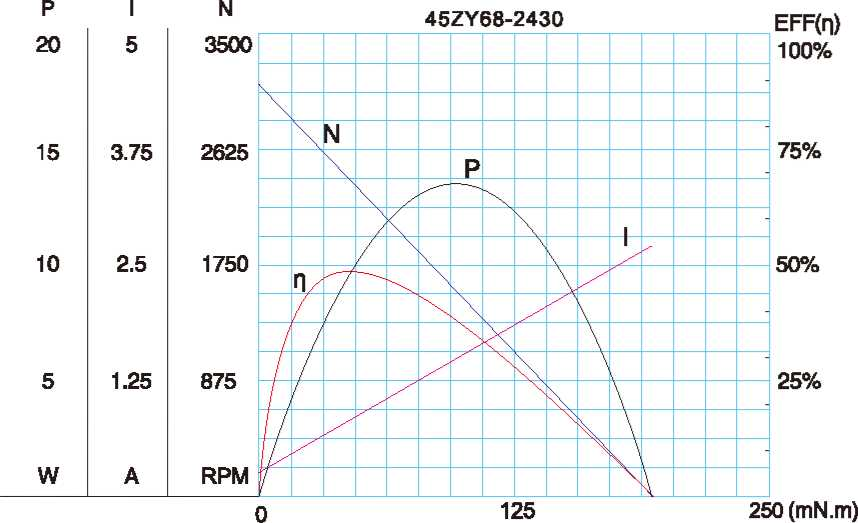 P I N 45ZY68-2430 EFF(η)
20 5 3500 100%
N
15 3.75 2625 75%
P
I
10 2.5 1750 50%
η
5 1.25 875 25%
W A RPM
0 125 250 (mN.m)